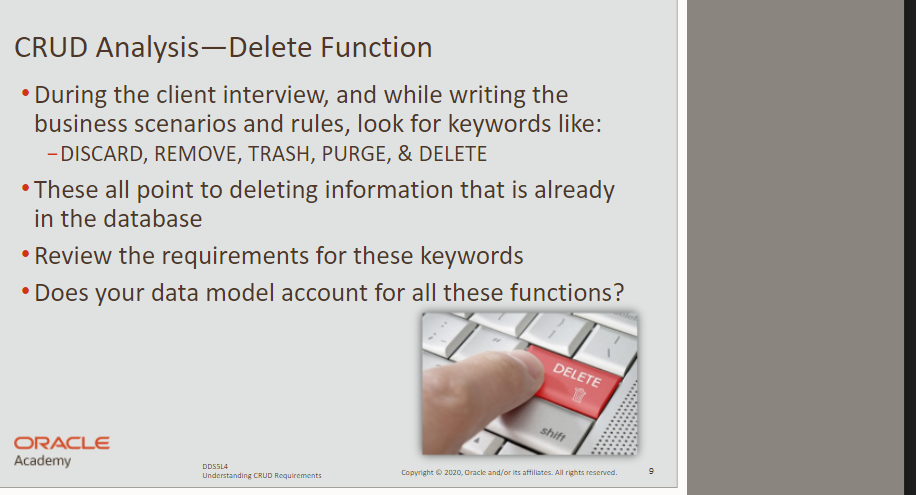 CRUD Analysis—Delete Function
•During the client interview, and while writing the
business scenarios and rules, look for keywords like:
–DISCARD, REMOVE, TRASH, PURGE, & DELETE
•These all point to deleting information that is already
in the database
•Review the requirements for these keywords
•Does your data model account for all these functions?
DELETE
shift
ORACLE
Academy
DDS5L4
Understanding CRUD Requirements
Copyright © 2020, Oracle and/or its affiliates. All rights reserved.
9